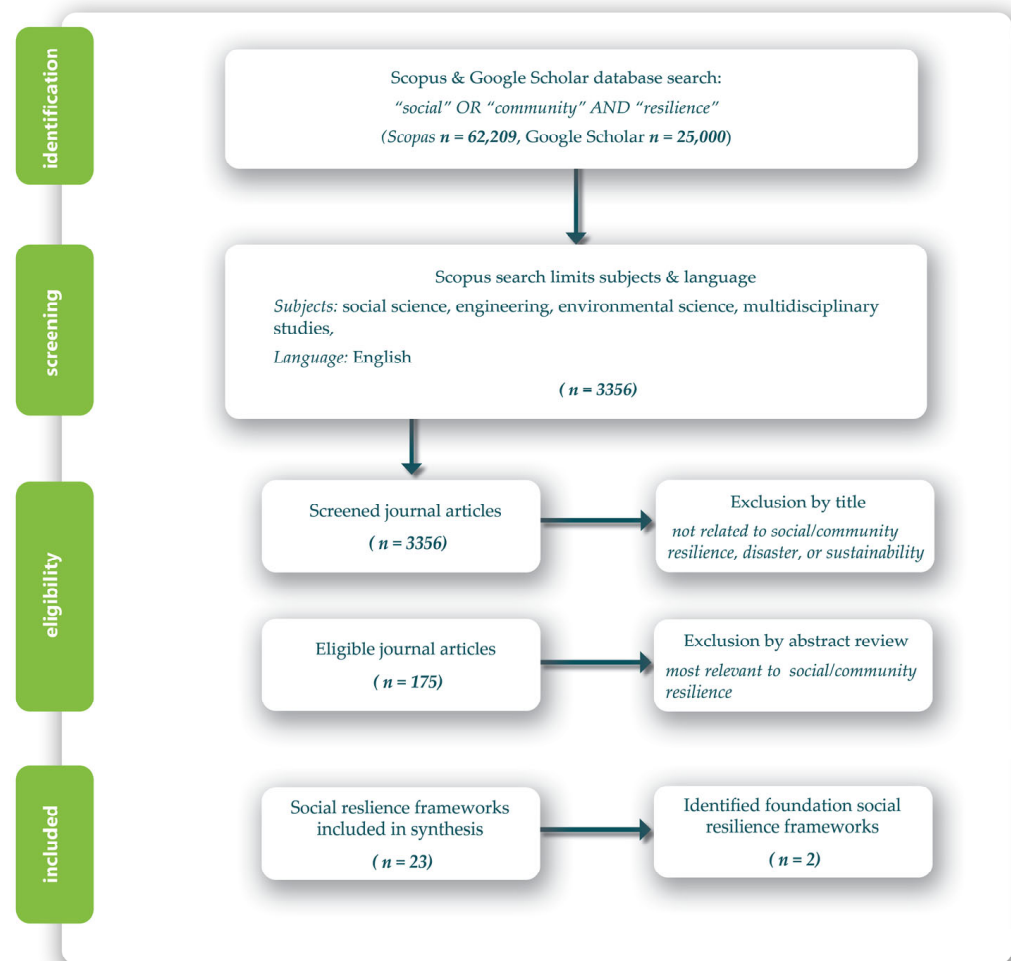 identification
Scopus & Google Scholar database search:
“social” OR “community” AND “resilience”
(Scopas n = 62,209, Google Scholar n = 25,000)
screening
Scopus search limits subjects & language
Subjects: social science, engineering, environmental science, multidisciplinary
studies,
Language: English
( n = 3356)
eligibility
Screened journal articles
( n = 3356)
Exclusion by title
not related to social/community
resilience, disaster, or sustainability
Eligible journal articles
( n = 175)
Exclusion by abstract review
most relevant to social/community
resilience
included
Social reslience frameworks
included in synthesis
( n = 23)
Identified foundation social
resilience frameworks
( n = 2)